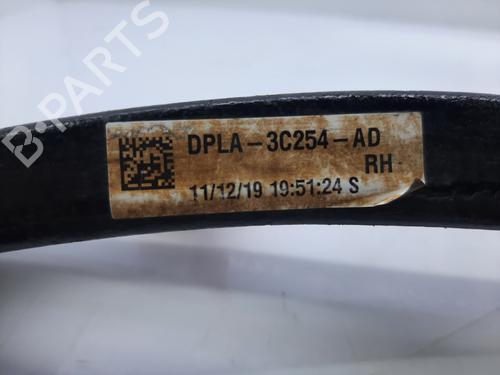 B-PARTS
DPLA-3C254-AD
RH
11/12/19 19:51:24 S